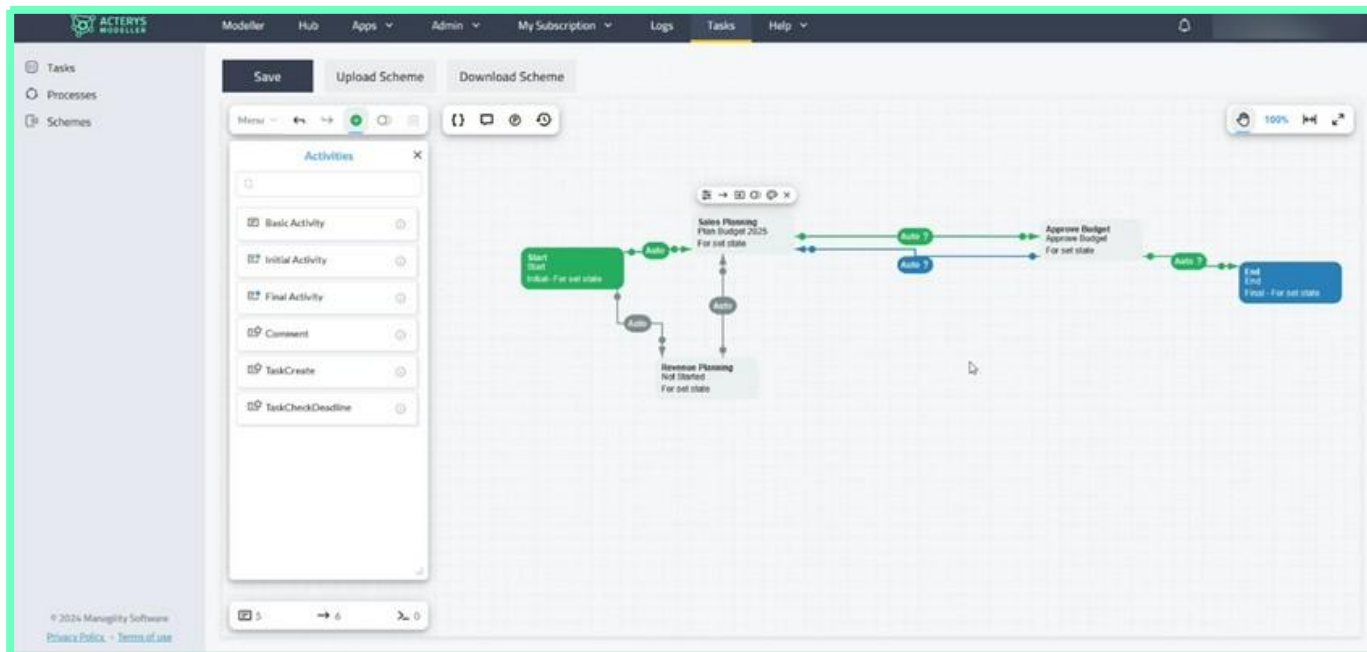 ACTERYS
MODELLER
Modeller
Hub
Apps
Admin
My Subscription
Logs
Tasks
Help
Tasks
Processes
Schemes
Save
Upload Scheme
Download Scheme
Menu
100%
Activities
Basic Activity
Initial Activity
Final Activity
Comment
TaskCreate
TaskCheckDeadline
Start
Start
Initial - For set state
Auto
Auto
Auto
Sales Planning
Plan Budget 2025
For set state
Revenue Planning
Not Started
For set state
Auto ?
Auto ?
Approve Budget
Approve Budget
For set state
Auto ?
End
End
Final - For set state
5
6
0
© 2024 Managility Software
Privacy Policy - Terms of use